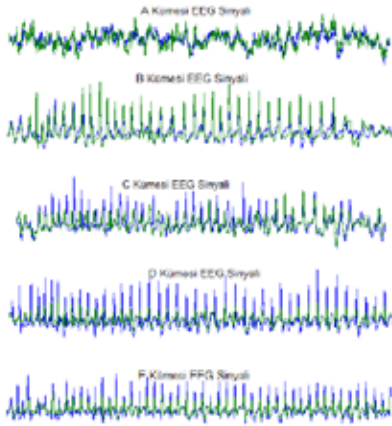 A Kümesi EEG Sinyali
B Kümesi EEG Sinyali
C Kümesi EEG Sinyali
D Kümesi EEG Sinyali
E Kümesi EEG Sinyali